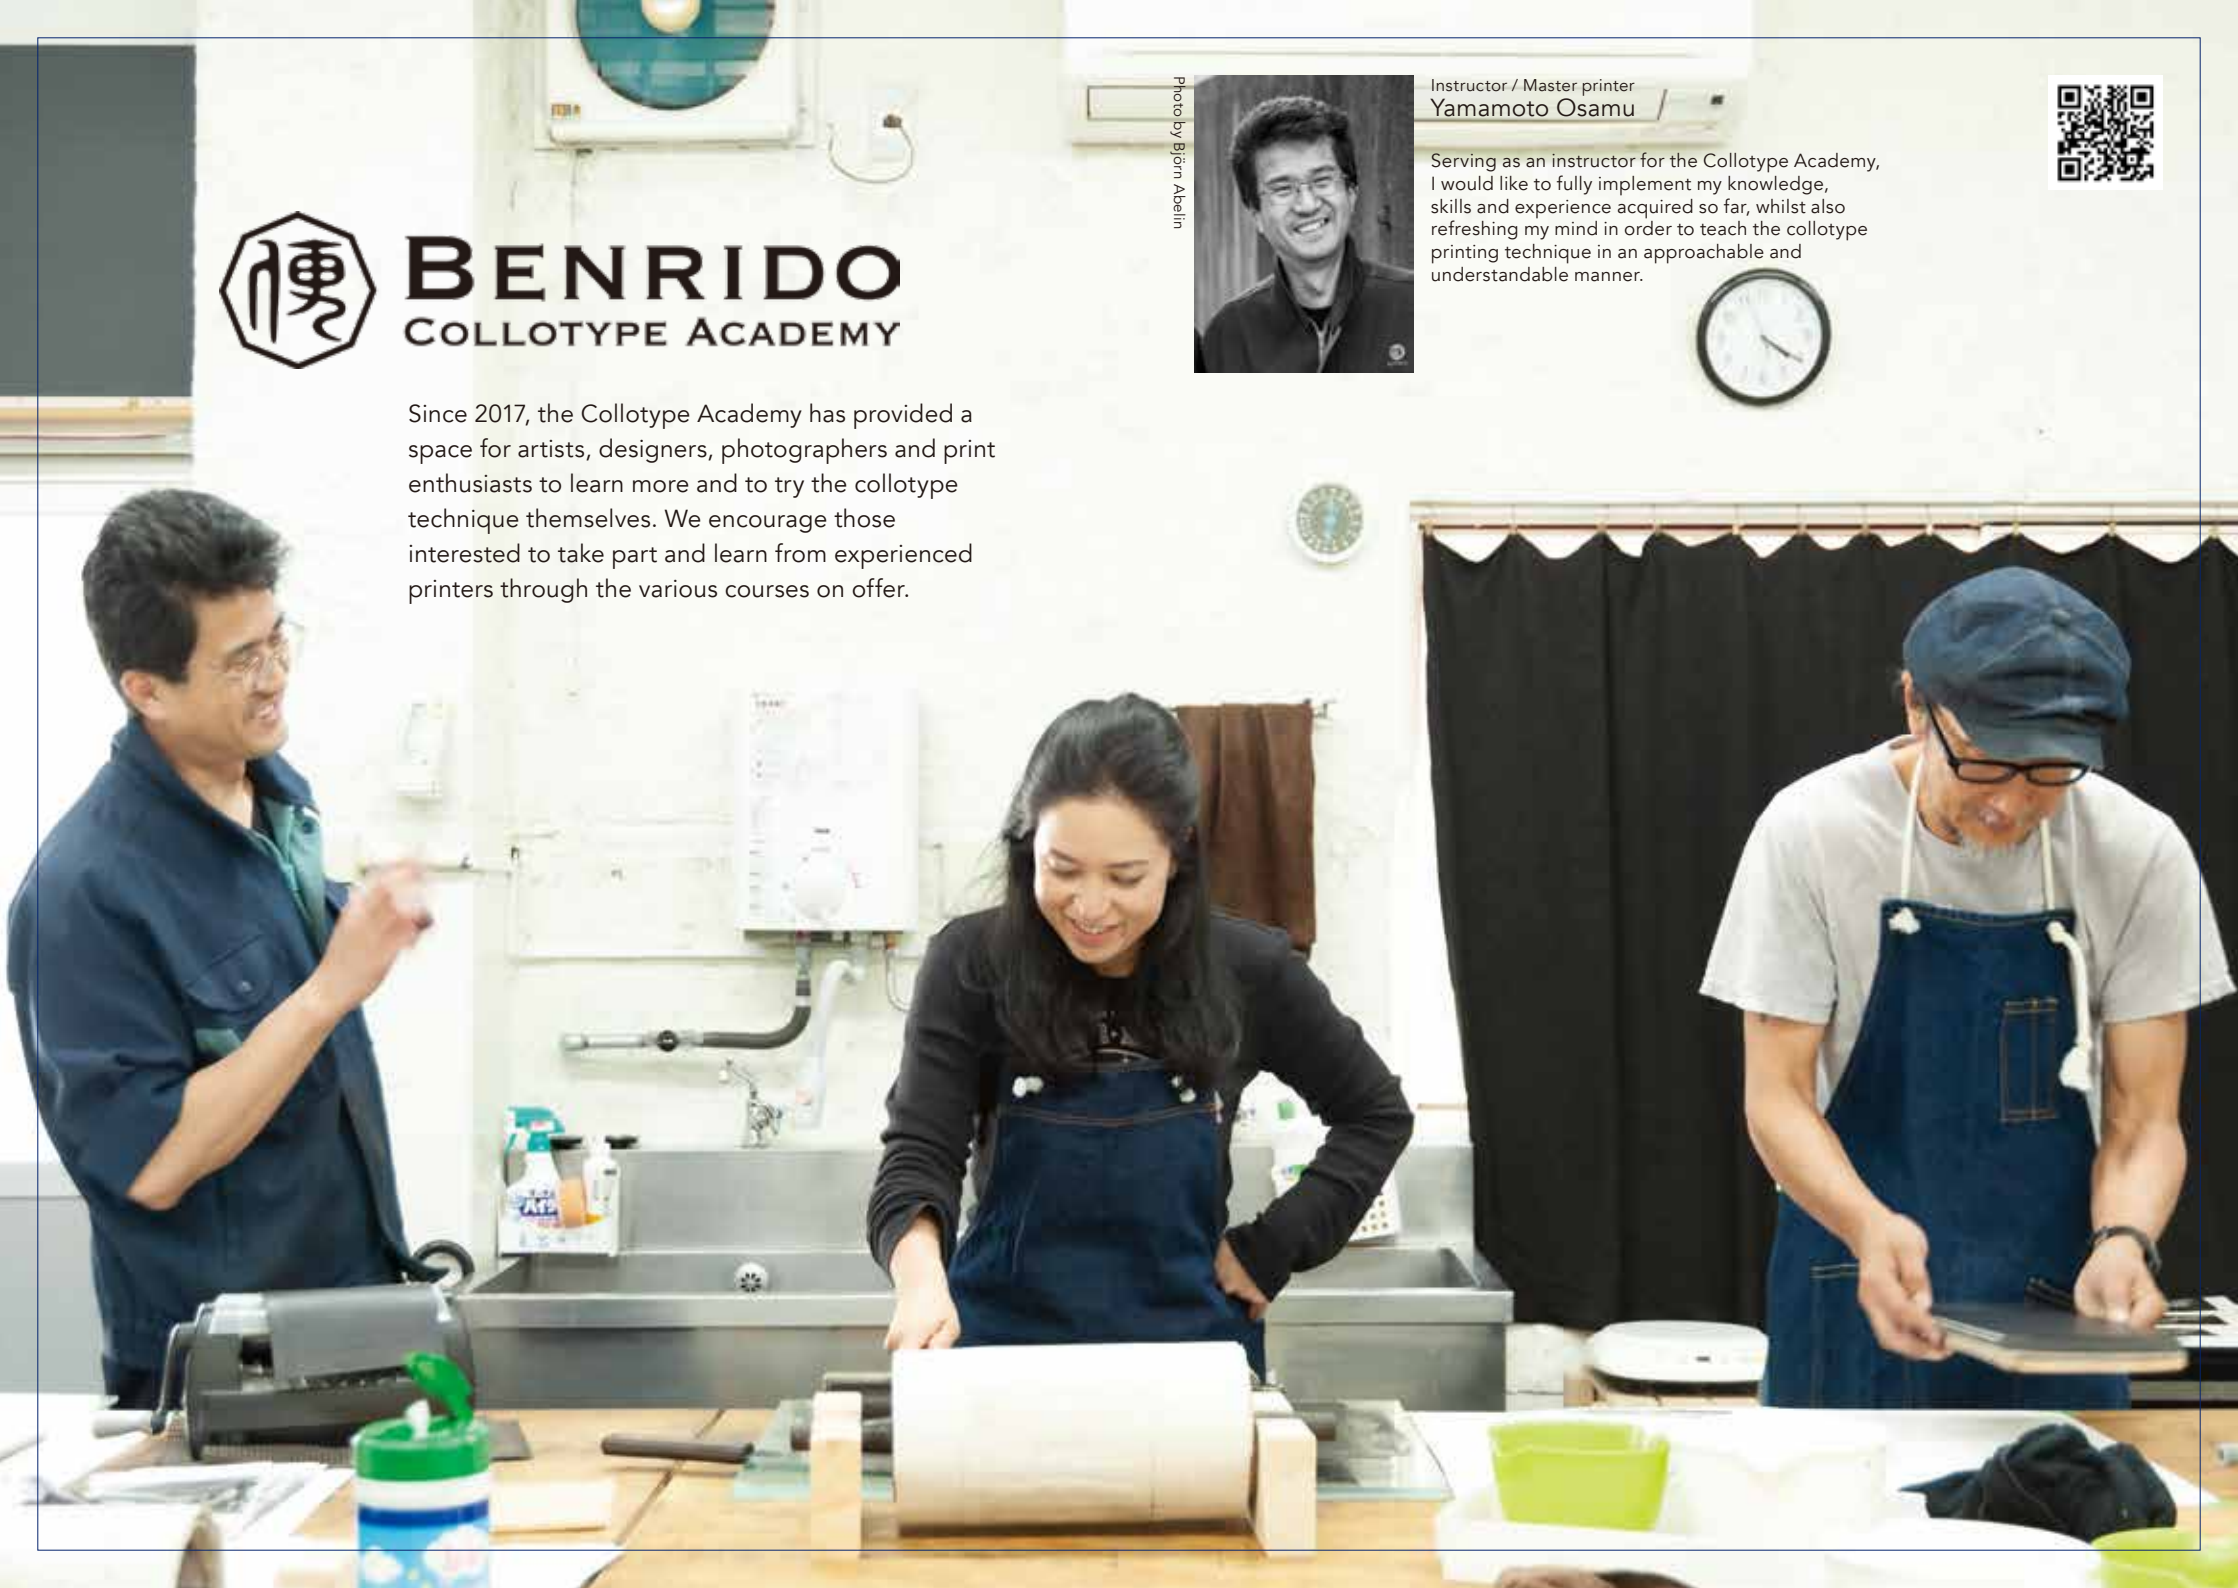 便
BENRIDO
COLLOTYPE ACADEMY
Since 2017, the Collotype Academy has provided a
space for artists, designers, photographers and print
enthusiasts to learn more and to try the collotype
technique themselves. We encourage those
interested to take part and learn from experienced
printers through the various courses on offer.
Photo by Björn Abelin
Instructor / Master printer
Yamamoto Osamu
Serving as an instructor for the Collotype Academy,
I would like to fully implement my knowledge,
skills and experience acquired so far, whilst also
refreshing my mind in order to teach the collotype
printing technique in an approachable and
understandable manner.